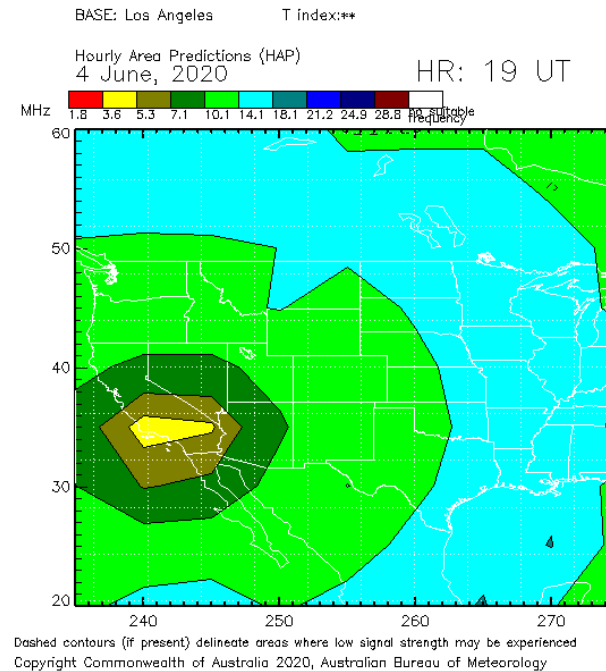 BASE: Los Angeles T index:**
Hourly Area Predictions (HAP)
4 June, 2020 HR: 19 UT
MHz 1.8 3.6 5.3 7.1 10.1 14.1 18.1 21.2 24.9 28.8 no suitable
frequency
60
50
40
30
20
240 250 260 270
Dashed contours (if present) delineate areas where low signal strength may be experienced
Copyright Commonwealth of Australia 2020, Australian Bureau of Meteorology